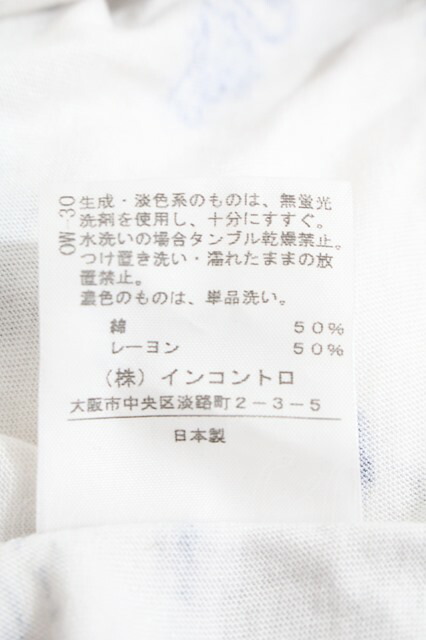 OW-30
生成・淡色系のものは、無蛍光
洗剤を使用し、十分にすすぐ。
水洗いの場合タンブル乾燥禁止。
つけ置き洗い・濡れたままの放
置禁止。
濃色のものは、単品洗い。
綿 50%
レーヨン 50%
(株)インコントロ
大阪市中央区淡路町2-3-5
日本製